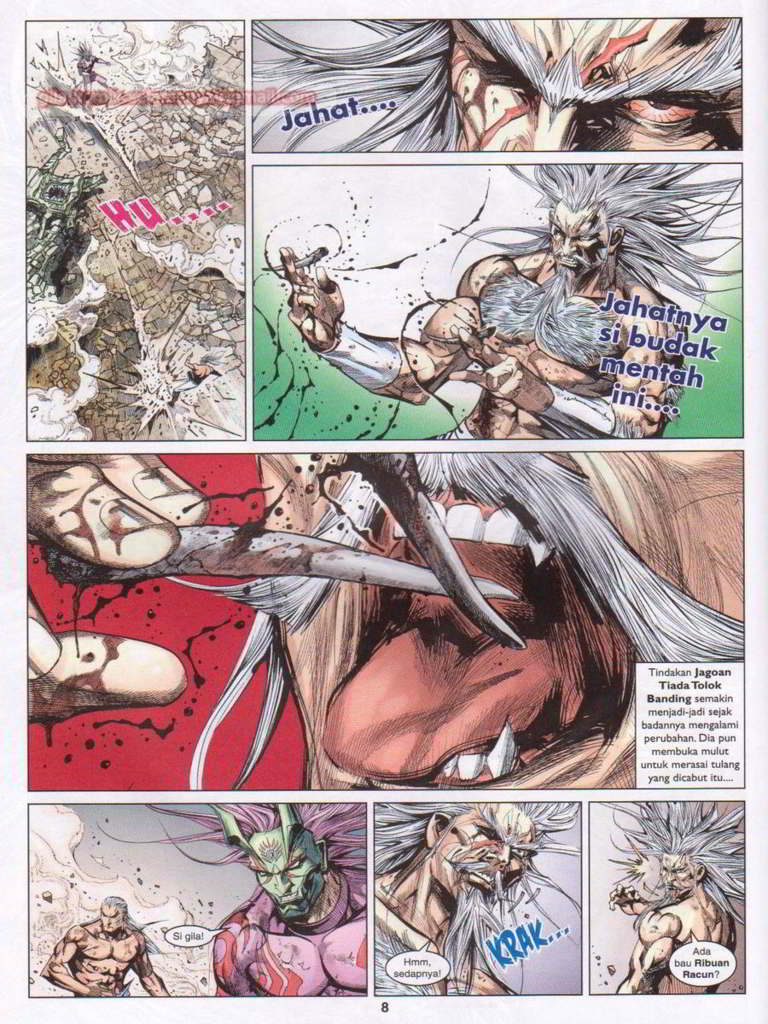 HU....
Jahat....
Jahatnya
si budak
mentah
ini....
Tindakan Jagoan
Tiada Tolok
Banding semakin
menjadi-jadi sejak
badannya mengalami
perubahan. Dia pun
membuka mulut
untuk merasai tulang
yang dicabut itu....
Si gila!
Hmm,
sedapnya!
KRAK...
Ada
bau Ribuan
Racun?
8